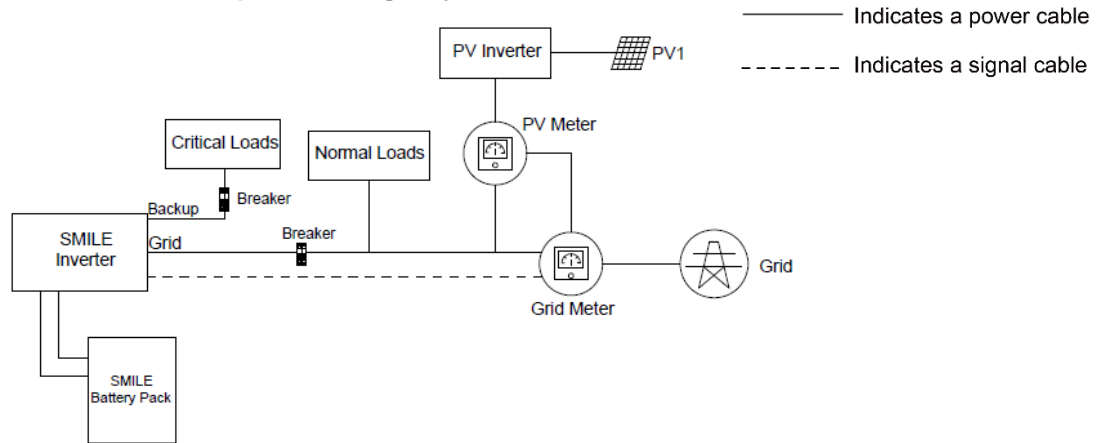 Indicates a power cable
Indicates a signal cable
PV Inverter
PV1
PV Meter
Critical Loads
Normal Loads
Breaker
Backup
SMILE
Inverter
Grid
Breaker
Grid
Grid Meter
SMILE
Battery Pack